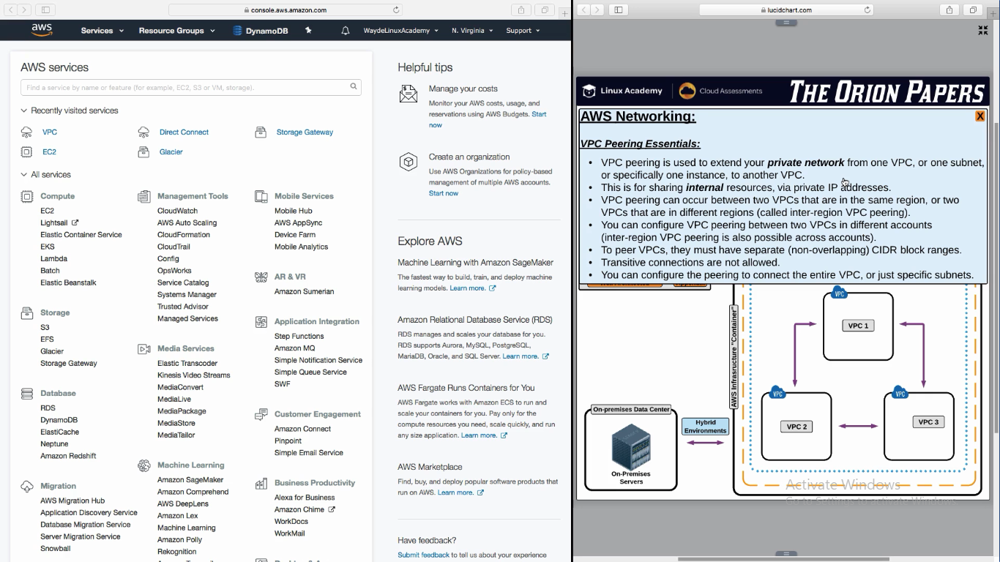 console.aws.amazon.com
aws
Services
Resource Groups
DynamoDB
WaydeLinuxAcademy
N. Virginia
Support
AWS services
Find a service by name or feature (for example, EC2, S3 or VM, storage).
Recently visited services
VPC
Direct Connect
Storage Gateway
EC2
Glacier
All services
Compute
EC2
Lightsail
Elastic Container Service
EKS
Lambda
Batch
Elastic Beanstalk
Storage
S3
EFS
Glacier
Storage Gateway
Database
RDS
DynamoDB
ElastiCache
Neptune
Amazon Redshift
Migration
AWS Migration Hub
Application Discovery Service
Database Migration Service
Server Migration Service
Snowball
Management Tools
CloudWatch
AWS Auto Scaling
CloudFormation
CloudTrail
Config
OpsWorks
Service Catalog
Systems Manager
Trusted Advisor
Managed Services
Media Services
Elastic Transcoder
Kinesis Video Streams
MediaConvert
MediaLive
MediaPackage
MediaStore
MediaTailor
Machine Learning
Amazon SageMaker
Amazon Comprehend
AWS DeepLens
Amazon Lex
Machine Learning
Amazon Polly
Rekognition
Mobile Services
Mobile Hub
AWS AppSync
Device Farm
Mobile Analytics
AR & VR
Amazon Sumerian
Application Integration
Step Functions
Amazon MQ
Simple Notification Service
Simple Queue Service
SWF
Customer Engagement
Amazon Connect
Pinpoint
Simple Email Service
Business Productivity
Alexa for Business
Amazon Chime
WorkDocs
WorkMail
Helpful tips
Manage your costs
Monitor your AWS costs, usage, and
reservations using AWS Budgets. Start
now
Create an organization
Use AWS Organizations for policy-based
management of multiple AWS accounts.
Start now
Explore AWS
Machine Learning with Amazon SageMaker
The fastest way to build, train, and deploy machine
learning models. Learn more.
Amazon Relational Database Service (RDS)
RDS manages and scales your database for you.
RDS supports Aurora, MySQL, PostgreSQL,
MariaDB, Oracle, and SQL Server. Learn more.
AWS Fargate Runs Containers for You
AWS Fargate works with Amazon ECS to run and
scale your containers for you. Pay only for the
compute resources you need, scale quickly, and run
any size application. Learn more.
AWS Marketplace
Find, buy, and deploy popular software products that
run on AWS. Learn more.
Have feedback?
Submit feedback to tell us about your experience
lucidchart.com
Linux Academy
Cloud Assessments
THE ORION PAPERS
AWS Networking:
X
VPC Peering Essentials:
• VPC peering is used to extend your private network from one VPC, or one subnet,
or specifically one instance, to another VPC.
• This is for sharing internal resources, via private IP addresses.
• VPC peering can occur between two VPCs that are in the same region, or two
VPCs that are in different regions (called inter-region VPC peering).
• You can configure VPC peering between two VPCs in different accounts
(inter-region VPC peering is also possible across accounts).
• To peer VPCs, they must have separate (non-overlapping) CIDR block ranges.
• Transitive connections are not allowed.
• You can configure the peering to connect the entire VPC, or just specific subnets.
VPC
VPC 1
AWS Infrasructure "Container"
VPC
VPC 2
VPC
VPC 3
On-premises Data Center
Hybrid
Environments
On-Premises
Servers
Activate Windows
Go to Settings to activate Windows.